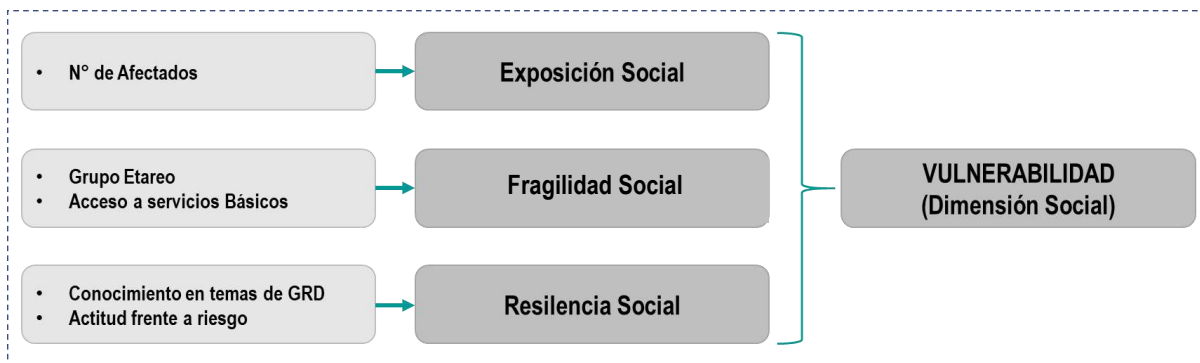 • N° de Afectados
Exposición Social
• Grupo Etareo
• Acceso a servicios Básicos
Fragilidad Social
• Conocimiento en temas de GRD
• Actitud frente a riesgo
Resilencia Social
VULNERABILIDAD
(Dimensión Social)